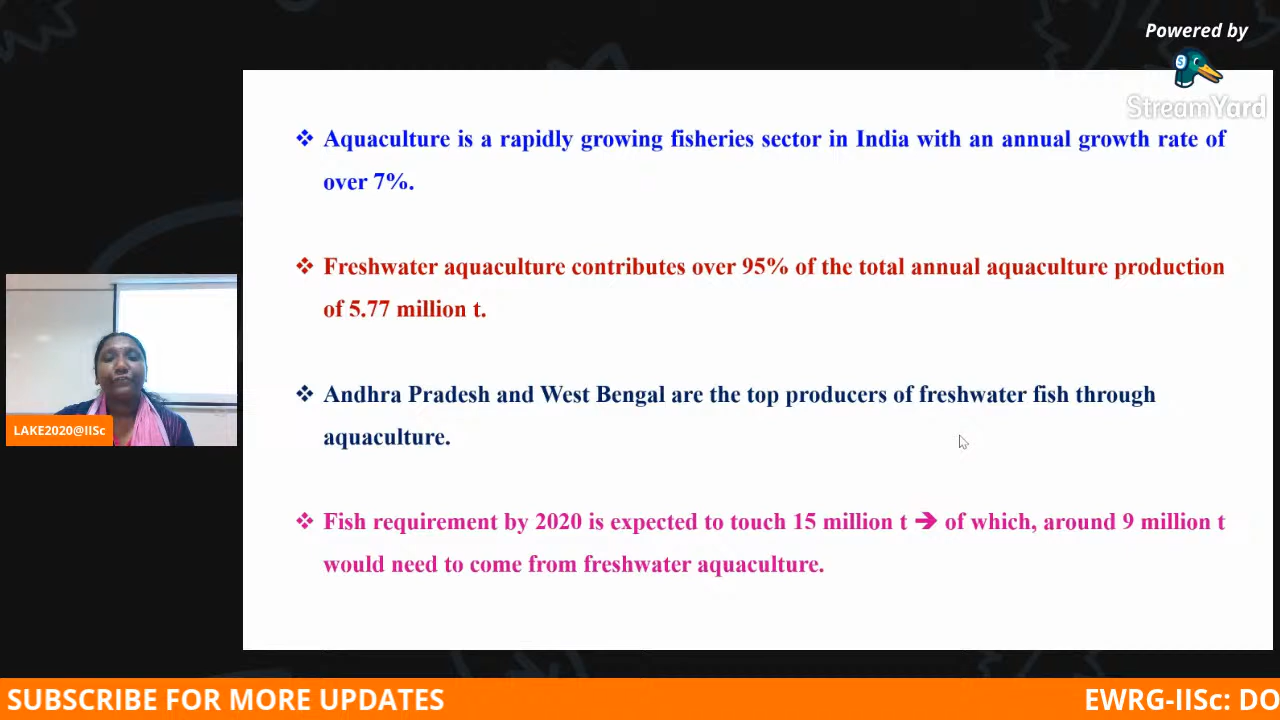 Powered by
StreamYard
❖ Aquaculture is a rapidly growing fisheries sector in India with an annual growth rate of
over 7%.
❖ Freshwater aquaculture contributes over 95% of the total annual aquaculture production
of 5.77 million t.
❖ Andhra Pradesh and West Bengal are the top producers of freshwater fish through
aquaculture.
❖ Fish requirement by 2020 is expected to touch 15 million t ➔ of which, around 9 million t
would need to come from freshwater aquaculture.
LAKE2020@IISc
SUBSCRIBE FOR MORE UPDATES
EWRG-IISc: DO